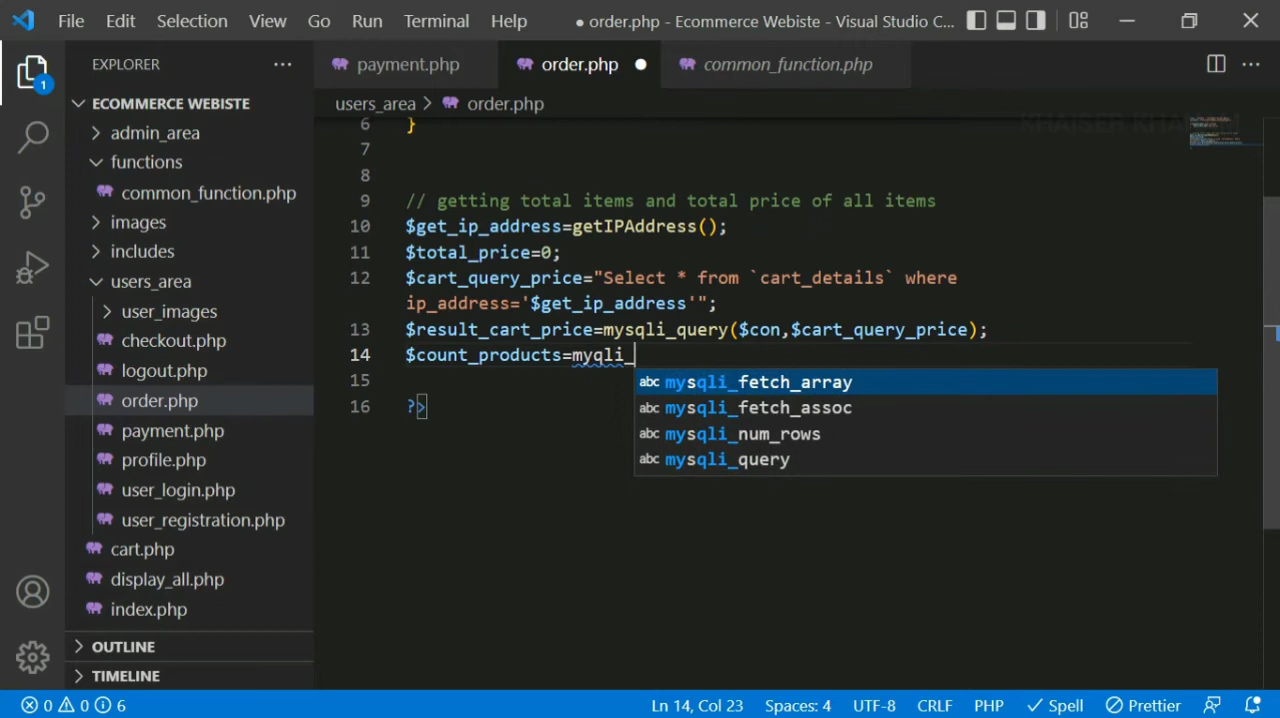 File Edit Selection View Go Run Terminal Help
● order.php - Ecommerce Webiste - Visual Studio C...
EXPLORER
1
ECOMMERCE WEBISTE
admin_area
functions
common_function.php
images
includes
users_area
user_images
checkout.php
logout.php
order.php
payment.php
profile.php
user_login.php
user_registration.php
cart.php
display_all.php
index.php
OUTLINE
TIMELINE
payment.php order.php ● common_function.php
users_area > order.php
6 }
7
8
9 // getting total items and total price of all items
10 $get_ip_address=getIPAddress();
11 $total_price=0;
12 $cart_query_price="Select * from `cart_details` where
ip_address='$get_ip_address'";
13 $result_cart_price=mysqli_query($con,$cart_query_price);
14 $count_products=myqli_
15
16 ?>
abc mysqli_fetch_array
abc mysqli_fetch_assoc
abc mysqli_num_rows
abc mysqli_query
0 0 6 Ln 14, Col 23 Spaces: 4 UTF-8 CRLF PHP Spell Prettier